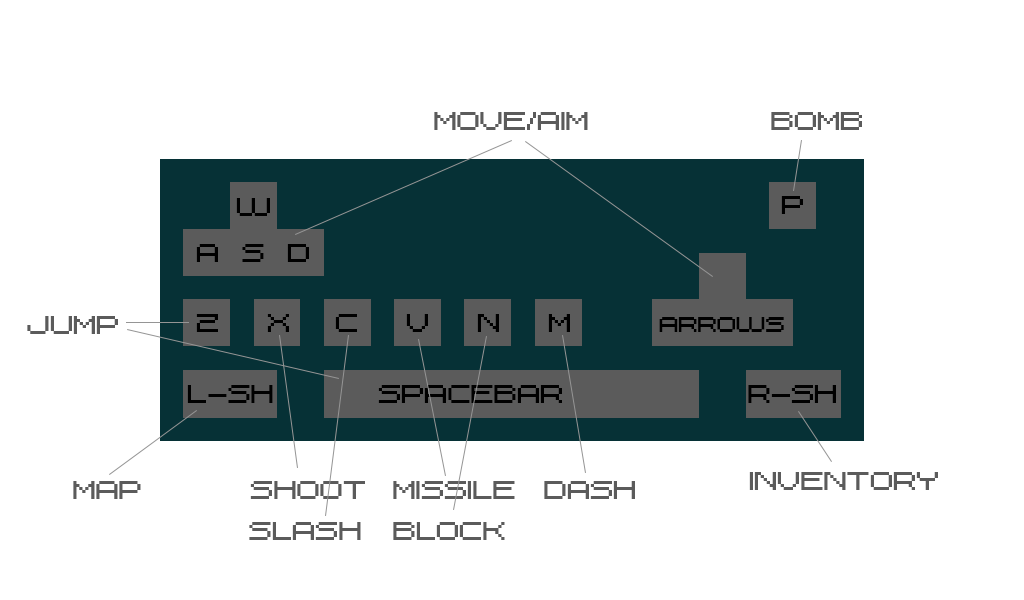 MOVE/AIM
BOMB
W
P
A S D
JUMP
Z X C V N M
ARROWS
L-SH
SPACEBAR
R-SH
MAP
SHOOT
MISSILE
DASH
INVENTORY
SLASH
BLOCK